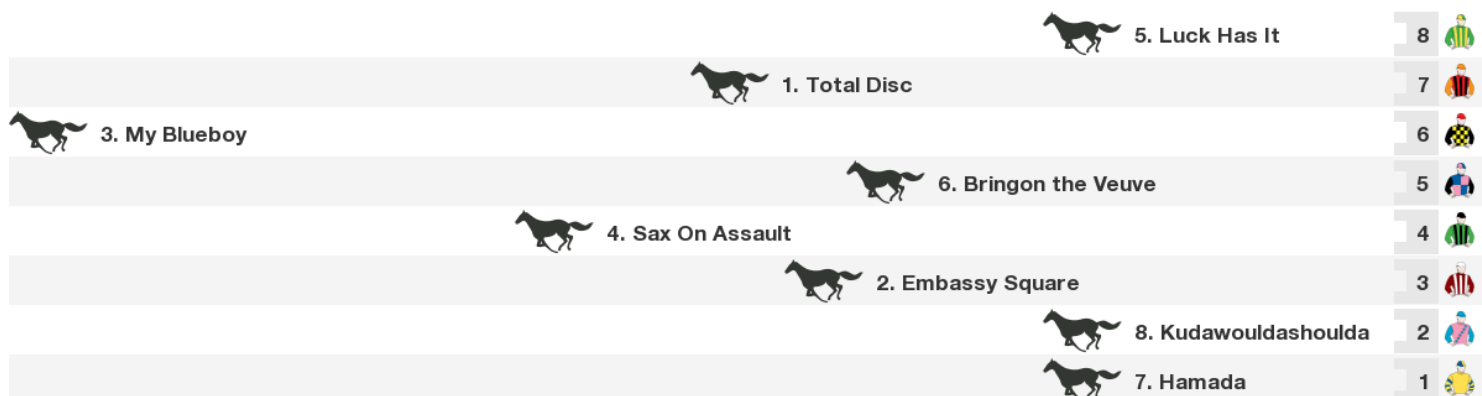 5. Luck Has It 8
1. Total Disc 7
3. My Blueboy 6
6. Bringon the Veuve 5
4. Sax On Assault 4
2. Embassy Square 3
8. Kudawouldashoulda 2
7. Hamada 1